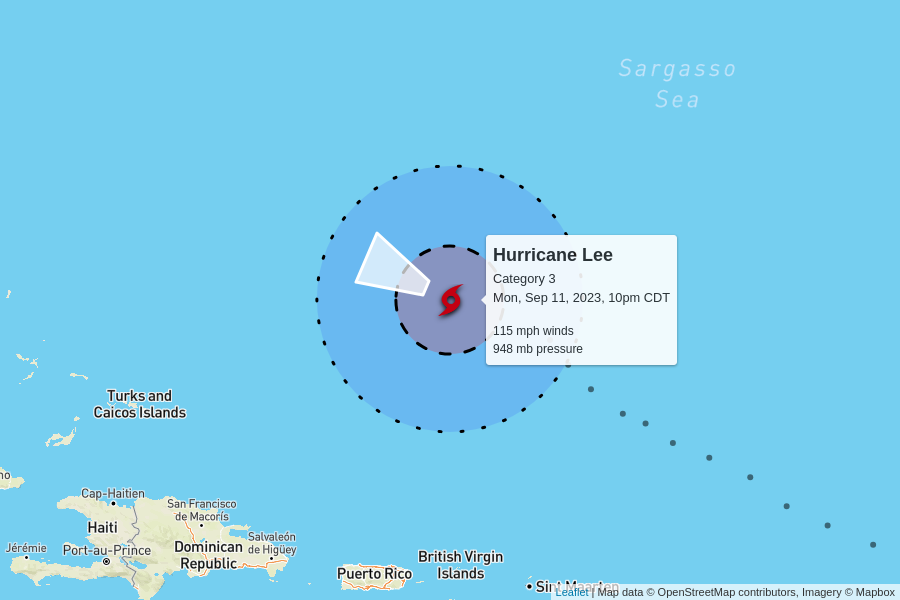 Sargasso
Sea
Hurricane Lee
Category 3
Mon, Sep 11, 2023, 10pm CDT
115 mph winds
948 mb pressure
Turks and
Caicos Islands
no
Cap-Haitien
San Francisco
de Macorís
Haiti
Salvaleón
de Higüey
Jérémie
Port-au-Prince
Dominican
Republic
British Virgin
Islands
Puerto Rico
Sint Maarten
Leaflet | Map data © OpenStreetMap contributors, Imagery © Mapbox